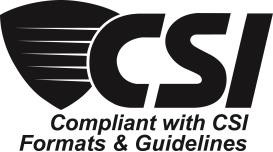 CSI
Compliant with CSI
Formats & Guidelines